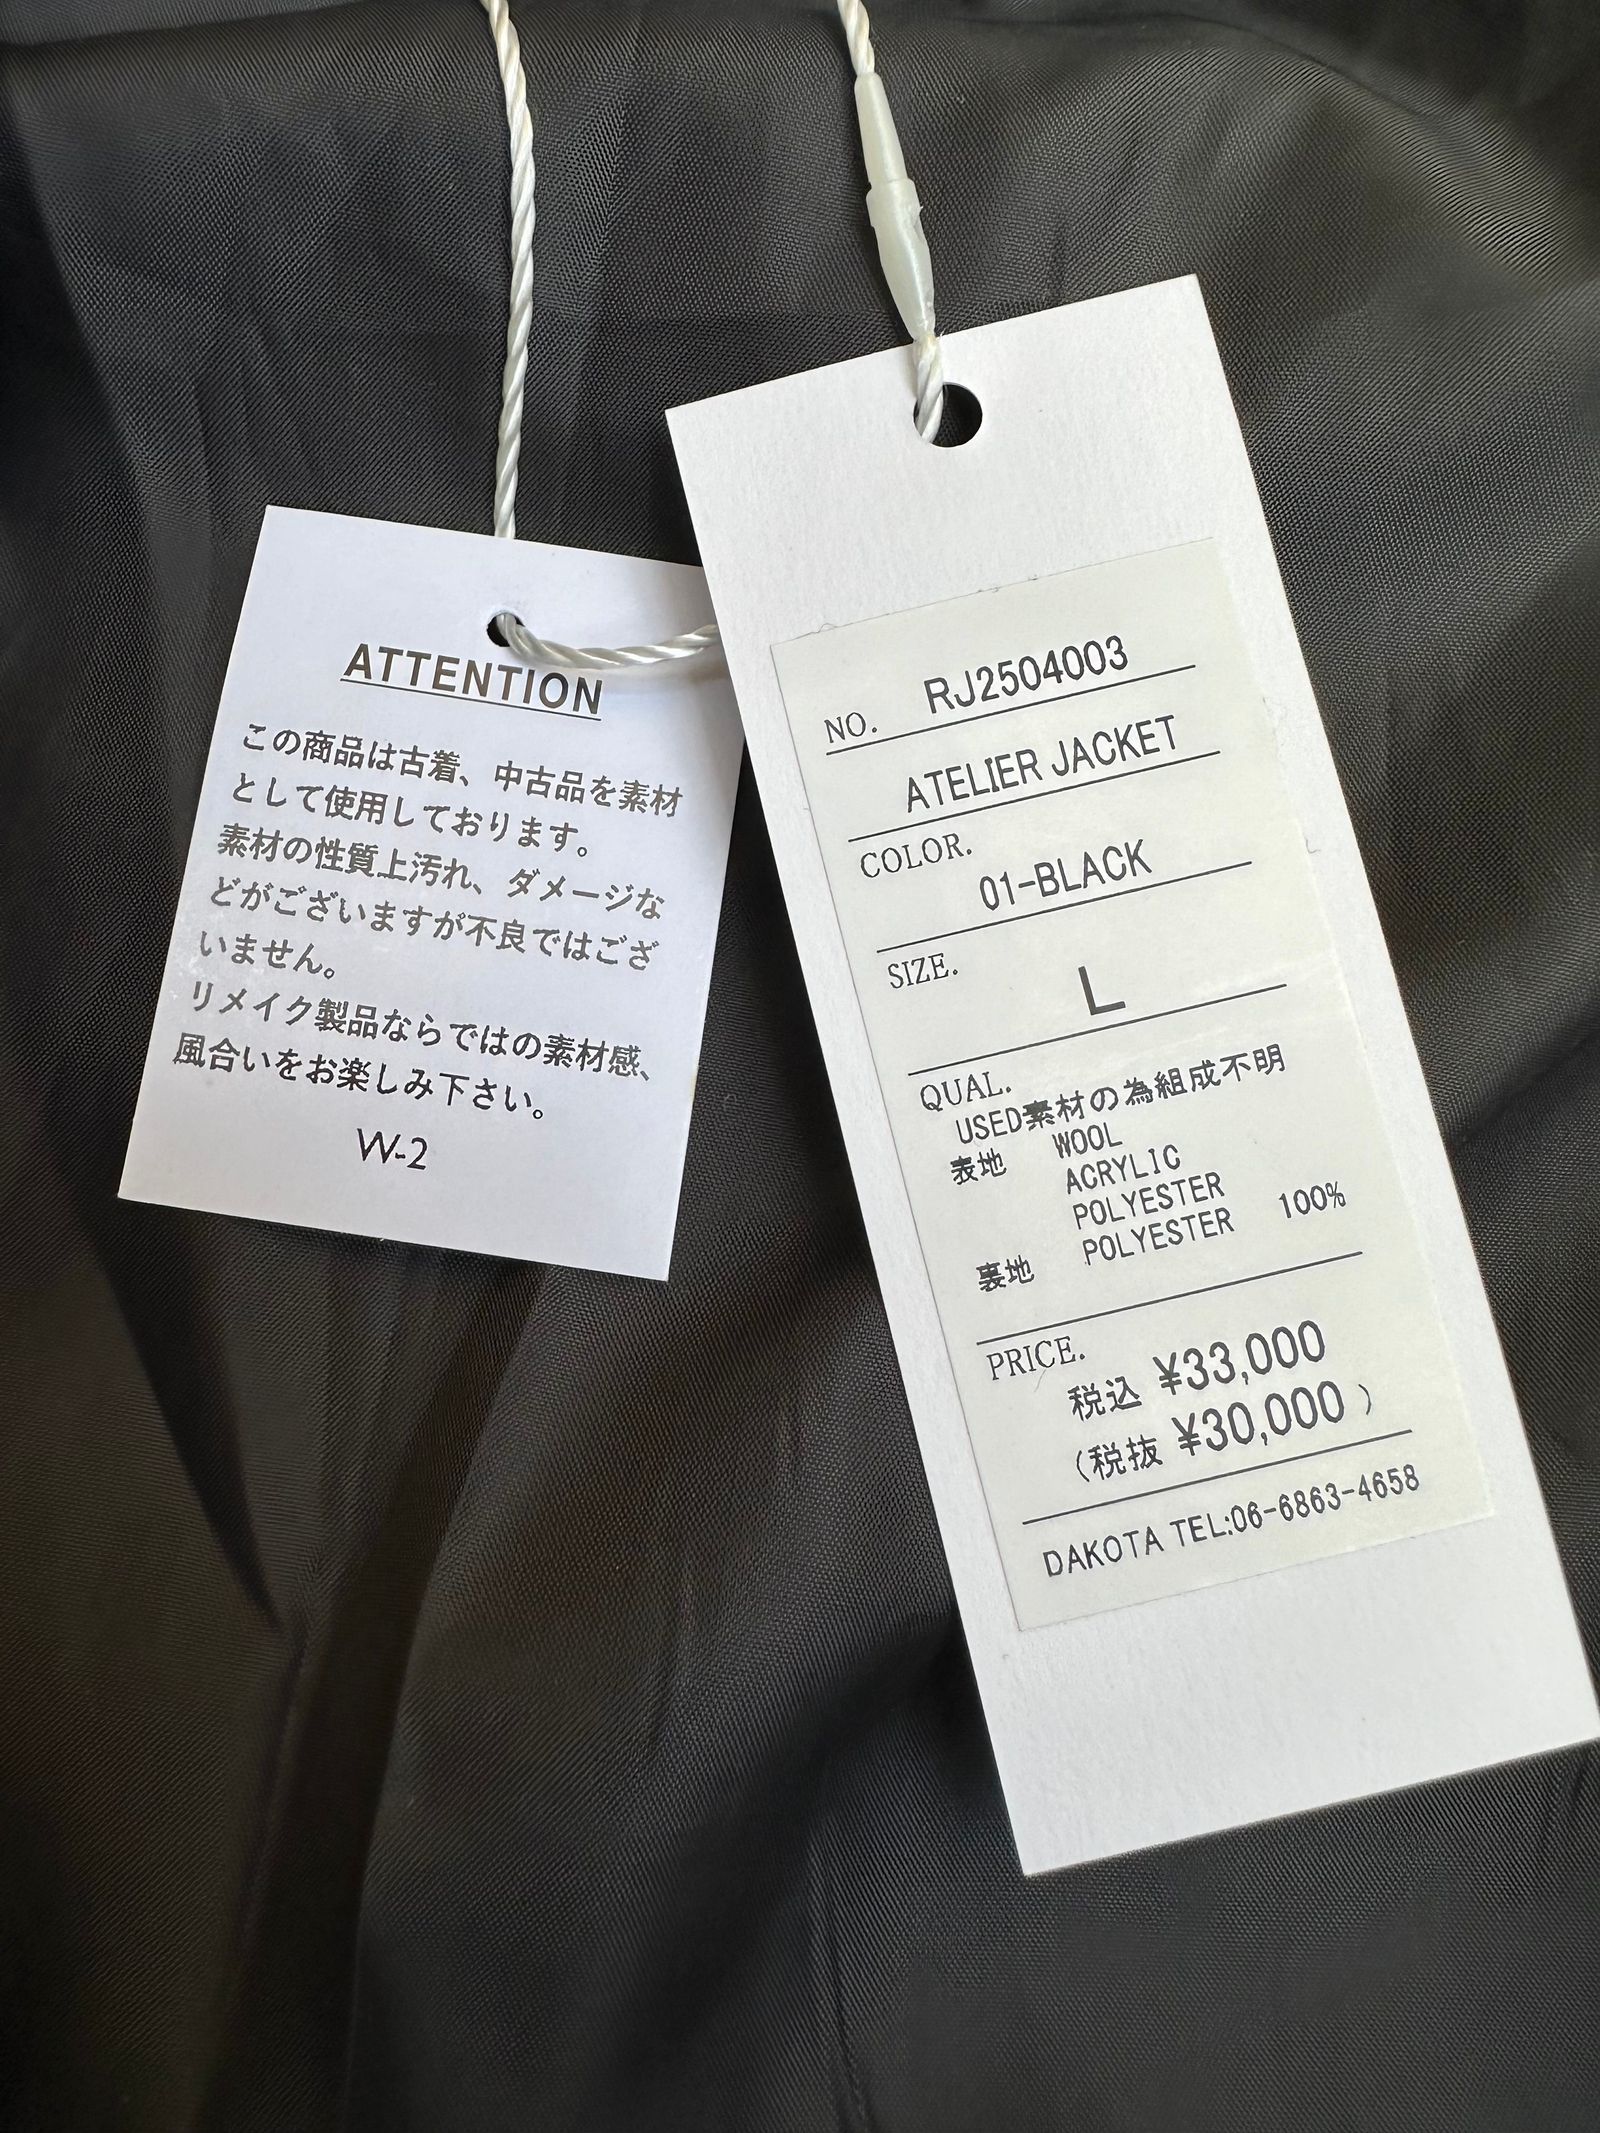 ATTENTION
この商品は古着、中古品を素材
として使用しております。
素材の性質上汚れ、ダメージな
どがございますが不良ではござ
いません。
リメイク製品ならではの素材感、
風合いをお楽しみ下さい。
W-2
NO. RJ2504003
ATELIER JACKET
COLOR.
01-BLACK
SIZE.
L
QUAL.
USED素材の為組成不明
表地 WOOL
ACRYLIC
POLYESTER
裏地 POLYESTER 100%
PRICE.
税込 ¥33,000
(税抜 ¥30,000)
DAKOTA TEL:06-6863-4658